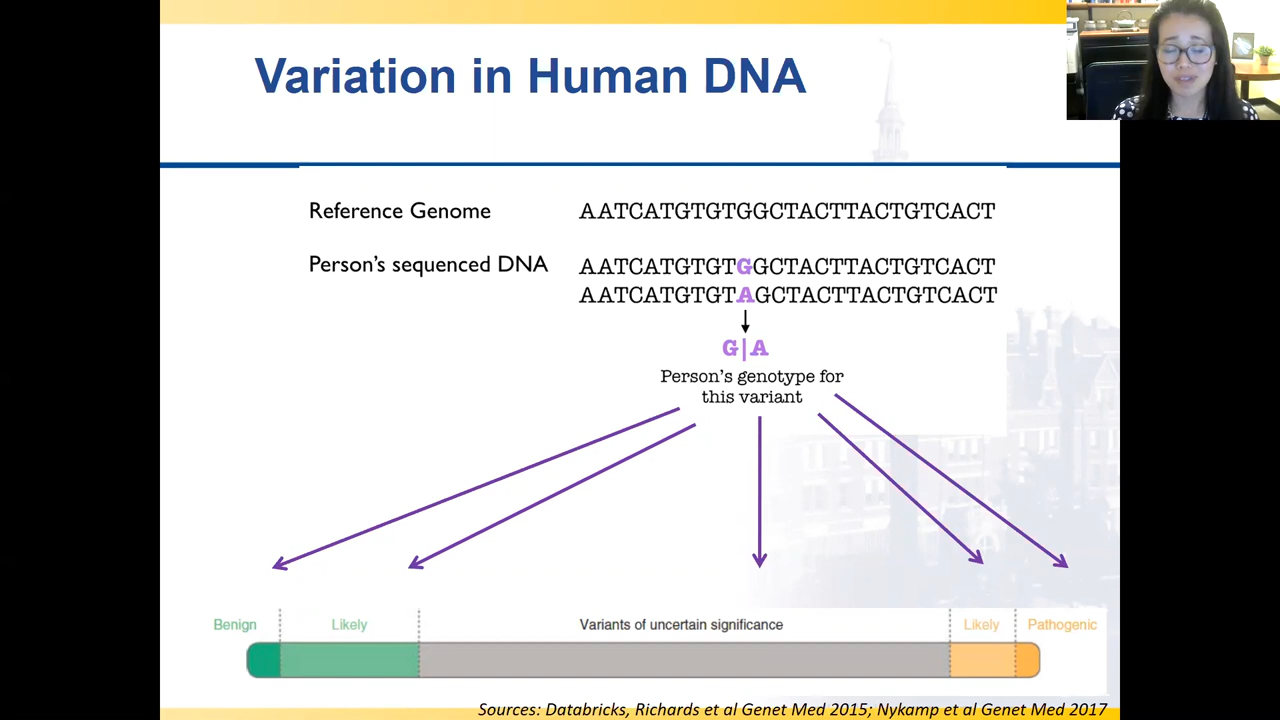 Variation in Human DNA
Reference Genome AATCATGTGTGGCTACTTACTGTCACT
Person's sequenced DNA AATCATGTGTGGCTACTTACTGTCACT
AATCATGTGTAGCTACTTACTGTCACT
G|A
Person's genotype for
this variant
Benign Likely Variants of uncertain significance Likely Pathogenic
Sources: Databricks, Richards et al Genet Med 2015; Nykamp et al Genet Med 2017